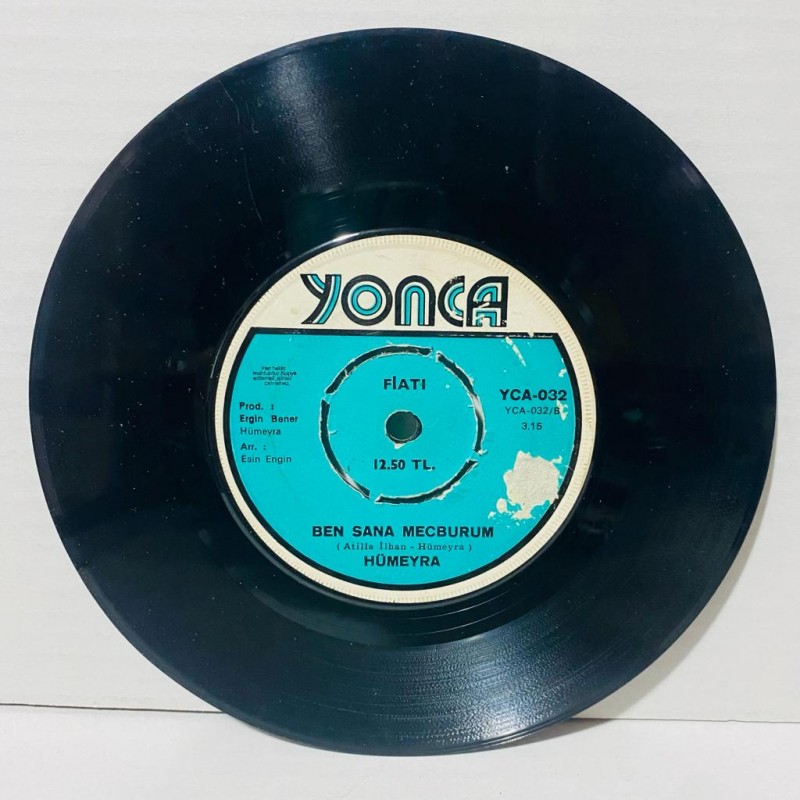 YONCA
FİATI
12.50 TL.
YCA-032
YCA-032/B
3.15
Prod. :
Ergin Bener
Hümeyra
Arr. :
Esin Engin
BEN SANA MECBURUM
( Atilla İlhan - Hümeyra )
HÜMEYRA